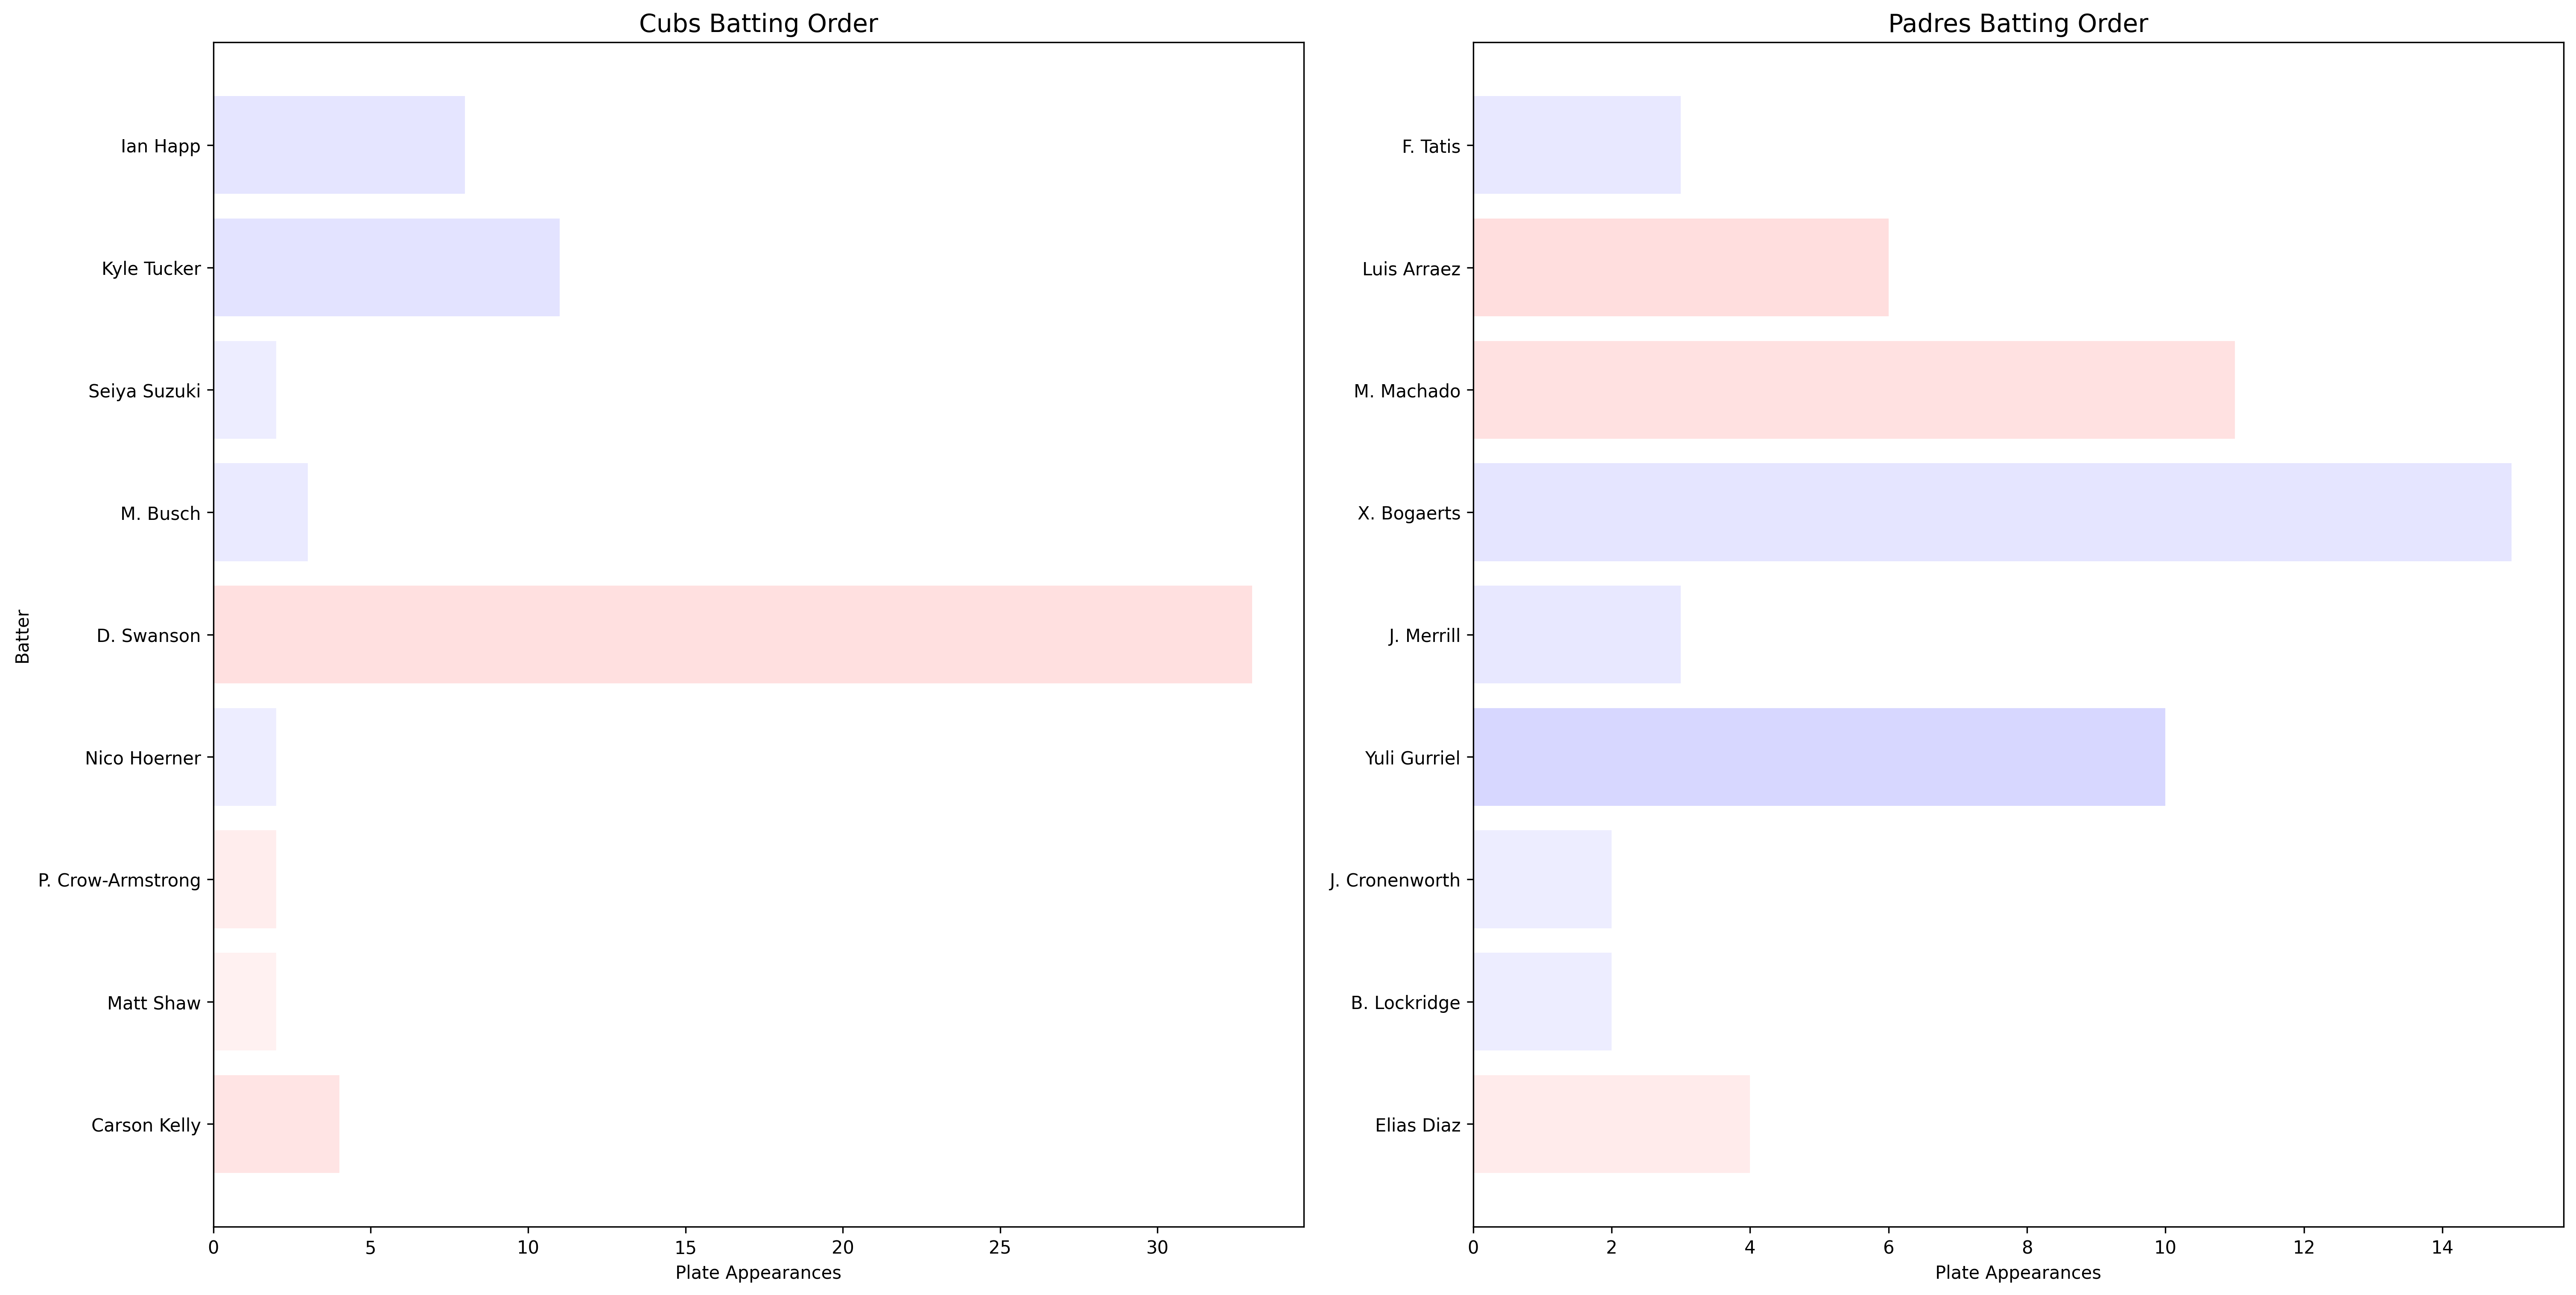 Cubs Batting Order
Batter
Ian Happ
Kyle Tucker
Seiya Suzuki
M. Busch
D. Swanson
Nico Hoerner
P. Crow-Armstrong
Matt Shaw
Carson Kelly
0 5 10 15 20 25 30
Plate Appearances
Padres Batting Order
F. Tatis
Luis Arraez
M. Machado
X. Bogaerts
J. Merrill
Yuli Gurriel
J. Cronenworth
B. Lockridge
Elias Diaz
0 2 4 6 8 10 12 14
Plate Appearances